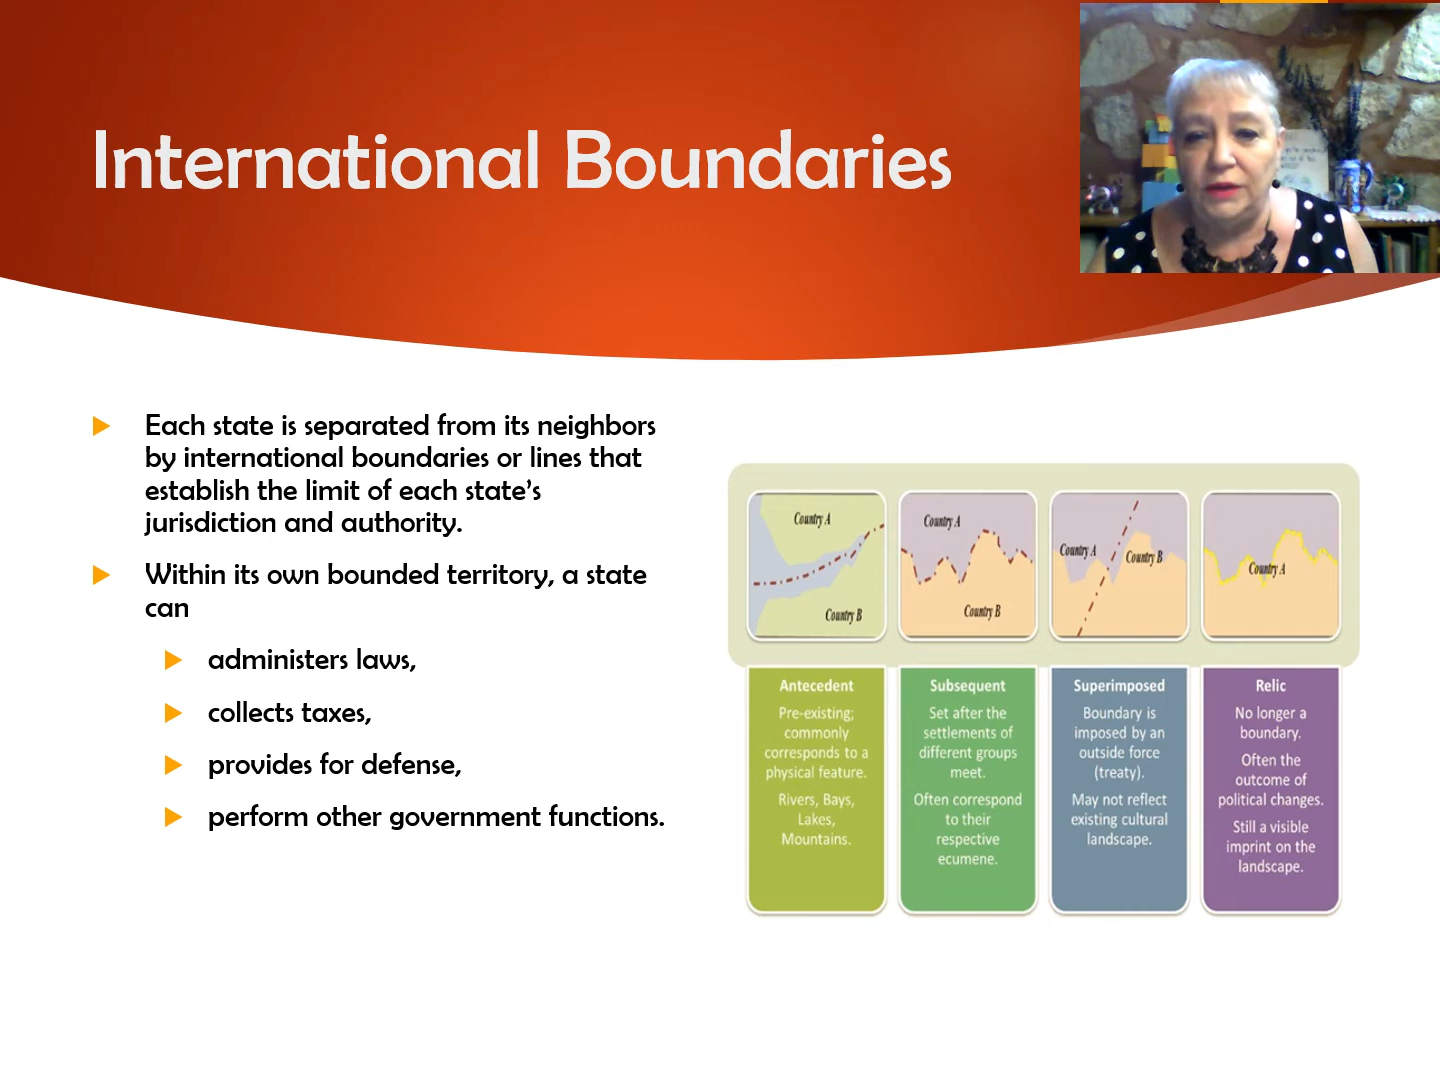 International Boundaries
Each state is separated from its neighbors
by international boundaries or lines that
establish the limit of each state's
jurisdiction and authority.
Within its own bounded territory, a state
can
administers laws,
collects taxes,
provides for defense,
perform other government functions.
Country A
Country B
Country A
Country B
Country A
Country B
Country A
Antecedent
Pre-existing;
commonly
corresponds to a
physical feature.
Rivers, Bays,
Lakes,
Mountains.
Subsequent
Set after the
settlements of
different groups
meet.
Often correspond
to their
respective
ecumene.
Superimposed
Boundary is
imposed by an
outside force
(treaty).
May not reflect
existing cultural
landscape.
Relic
No longer a
boundary.
Often the
outcome of
political changes.
Still a visible
imprint on the
landscape.